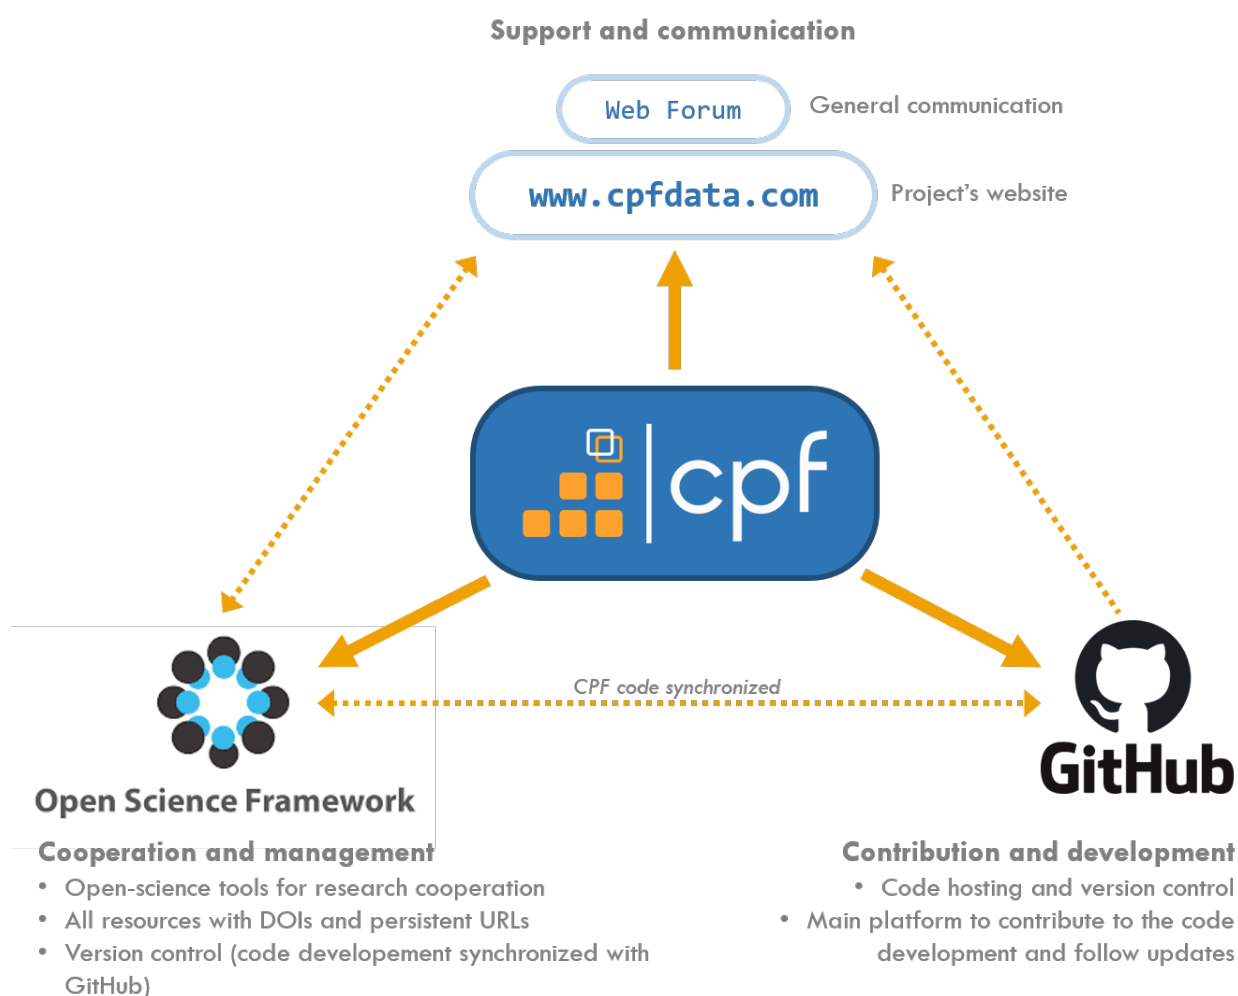 Support and communication
Web Forum
General communication
www.cpfdata.com
Project's website
cpf
CPF code synchronized
Open Science Framework
GitHub
Cooperation and management
• Open-science tools for research cooperation
• All resources with DOIs and persistent URLs
• Version control (code developement synchronized with
GitHub)
Contribution and development
• Code hosting and version control
• Main platform to contribute to the code
development and follow updates